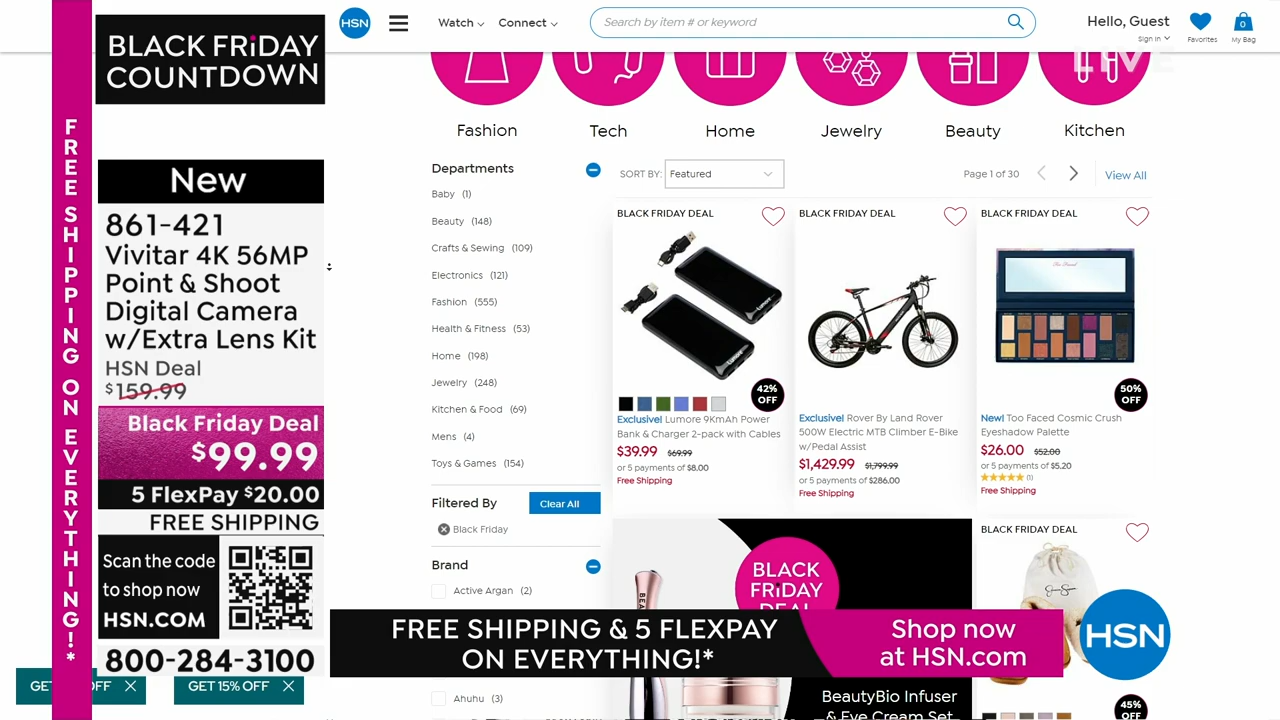 FREE SHIPPING ON EVERYTHING!*
BLACK FRiDAY
COUNTDOWN
New
861-421
Vivitar 4K 56MP
Point & Shoot
Digital Camera
w/Extra Lens Kit
HSN Deal
$159.99
Black Friday Deal
$99.99
5 FlexPay $20.00
FREE SHIPPING
Scan the code
to shop now
HSN.COM
800-284-3100
GET
OFF
GET 15% OFF
HSN
Watch
Connect
Search by item # or keyword
Hello, Guest
Sign in
Favorites
0
My Bag
LIVE
Fashion
Tech
Home
Jewelry
Beauty
Kitchen
Departments
Baby (1)
Beauty (148)
Crafts & Sewing (109)
Electronics (121)
Fashion (555)
Health & Fitness (53)
Home (198)
Jewelry (248)
Kitchen & Food (69)
Mens (4)
Toys & Games (154)
Filtered By
Clear All
Black Friday
Brand
Active Argan (2)
Ahuhu (3)
SORT BY: Featured
Page 1 of 30
View All
BLACK FRIDAY DEAL
42%
OFF
Exclusive! Lumore 9KmAh Power
Bank & Charger 2-pack with Cables
$39.99 $69.99
or 5 payments of $8.00
Free Shipping
BLACK FRIDAY DEAL
Exclusive! Rover By Land Rover
500W Electric MTB Climber E-Bike
w/Pedal Assist
$1,429.99 $1,799.99
or 5 payments of $286.00
Free Shipping
BLACK FRIDAY DEAL
50%
OFF
New! Too Faced Cosmic Crush
Eyeshadow Palette
$26.00 $52.00
or 5 payments of $5.20
(1)
Free Shipping
BLACK
FRiDAY
DEAL
BLACK FRIDAY DEAL
FREE SHIPPING & 5 FLEXPAY
ON EVERYTHING!*
Shop now
at HSN.com
HSN
BeautyBio Infuser
& Eye Cream Set
45%
OFF